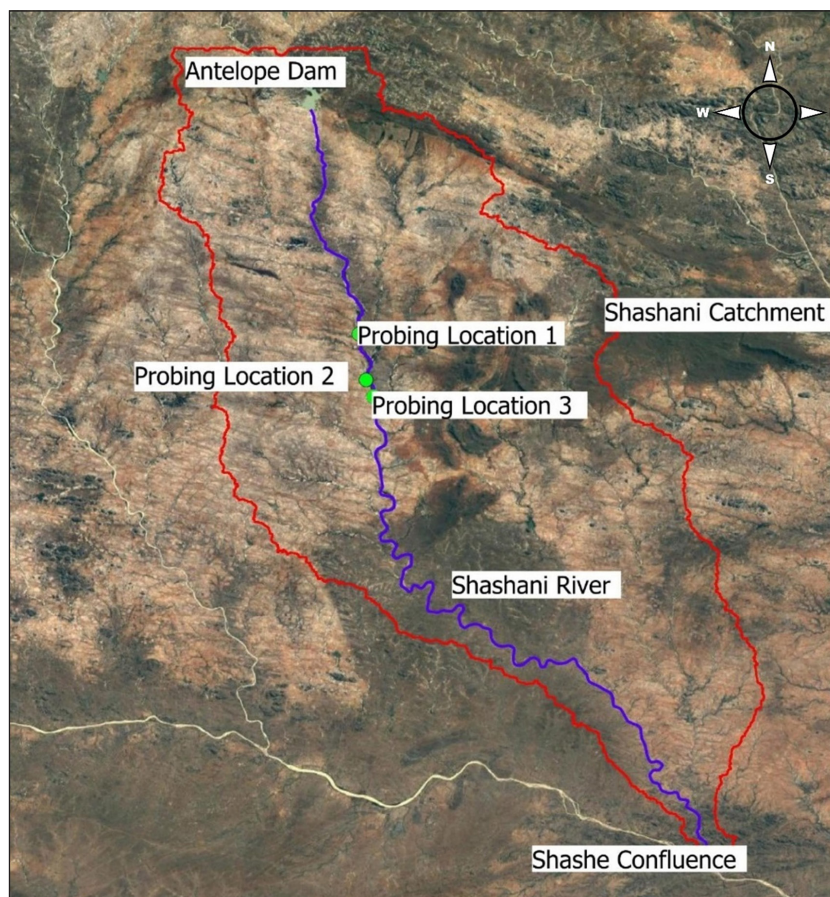 Antelope Dam
N
W
S
Shashani Catchment
Probing Location 1
Probing Location 2
Probing Location 3
Shashani River
Shashe Confluence